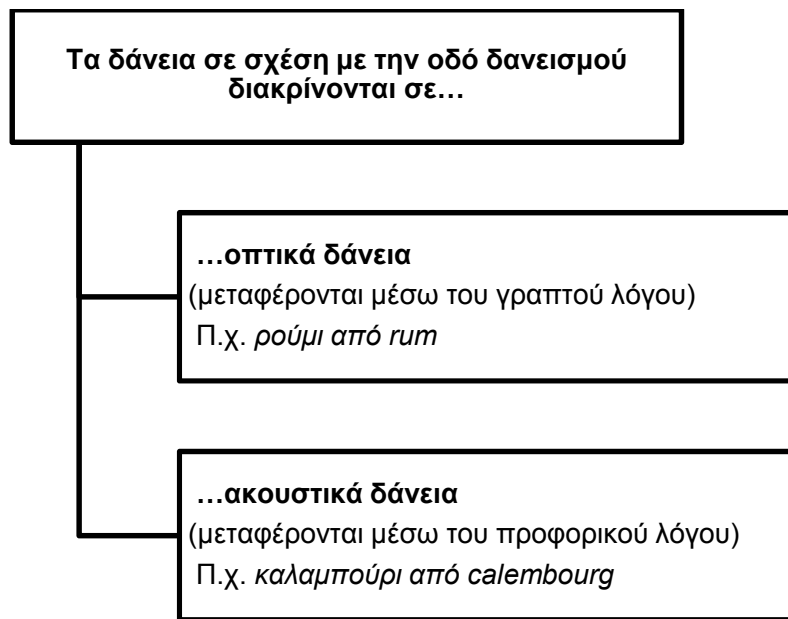 Τα δάνεια σε σχέση με την οδό δανεισμού
διακρίνονται σε…
…οπτικά δάνεια
(μεταφέρονται μέσω του γραπτού λόγου)
Π.χ. ρούμι από rum
…ακουστικά δάνεια
(μεταφέρονται μέσω του προφορικού λόγου)
Π.χ. καλαμπούρι από calembourg